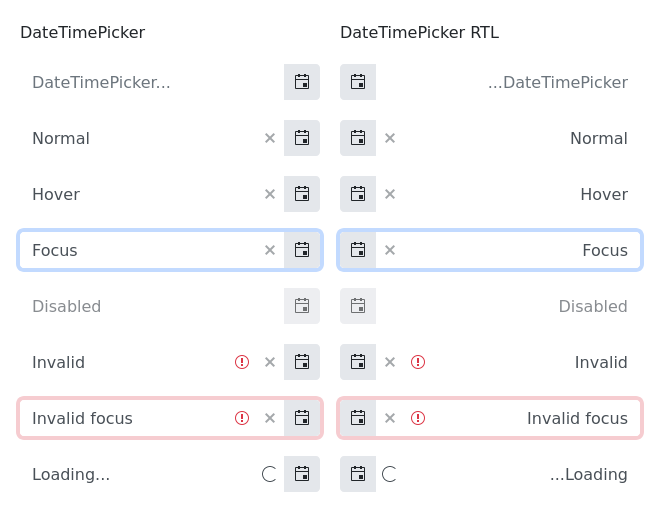 DateTimePicker
DateTimePicker...
Normal
Hover
Focus
Disabled
Invalid
Invalid focus
Loading...
DateTimePicker RTL
...DateTimePicker
Normal
Hover
Focus
Disabled
Invalid
Invalid focus
...Loading